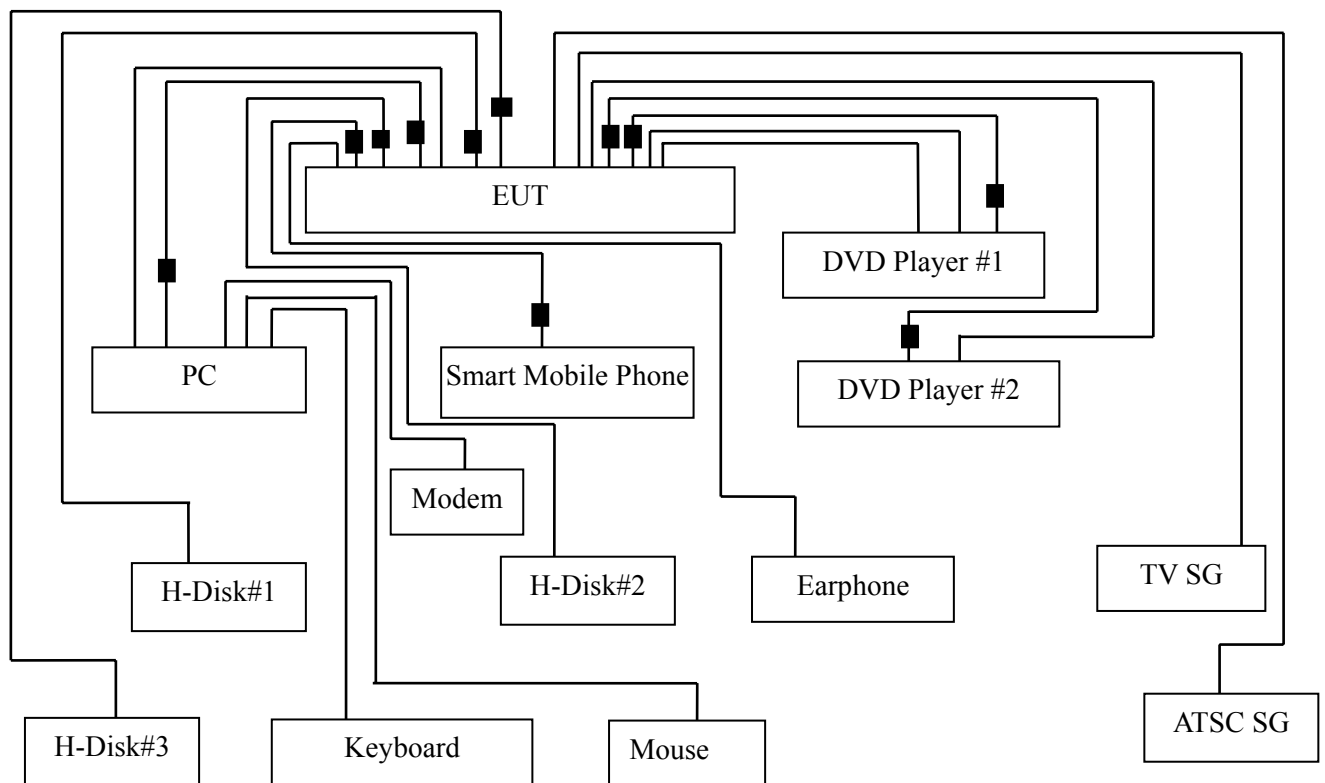 EUT
DVD Player #1
PC
Smart Mobile Phone
DVD Player #2
Modem
H-Disk#1
H-Disk#2
Earphone
TV SG
H-Disk#3
Keyboard
Mouse
ATSC SG